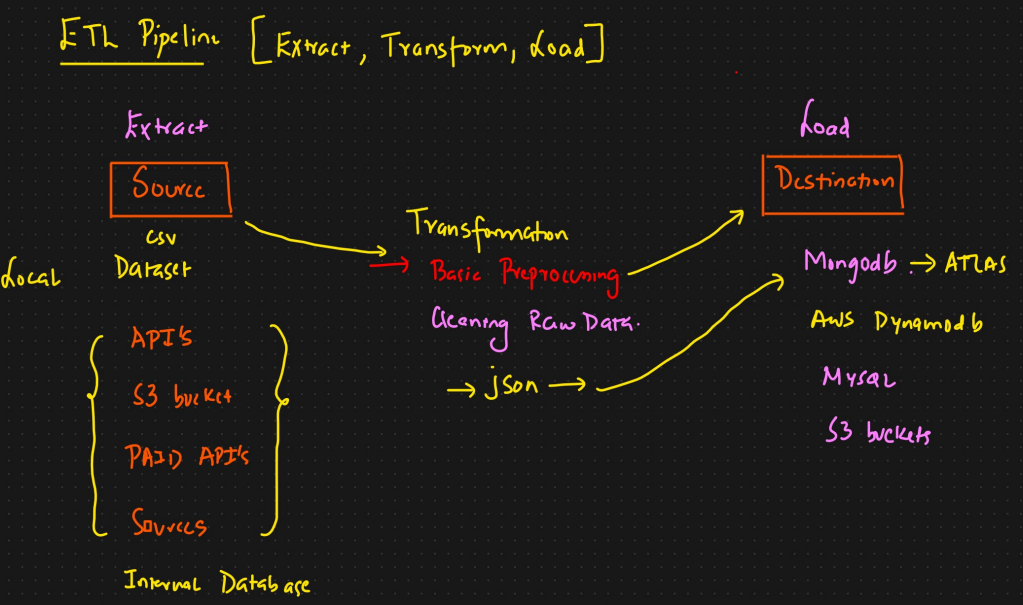 ETL Pipeline [Extract, Transform, Load]
Extract
Source
csv
Local Dataset
API's
S3 bucket
PAID API's
Sources
Internal Database
Transformation
→ Basic Preprocessing
Cleaning Raw Data.
→ json →
Load
Destination
Mongodb. → ATLAS
AWS Dynamodb
Mysql
S3 buckets